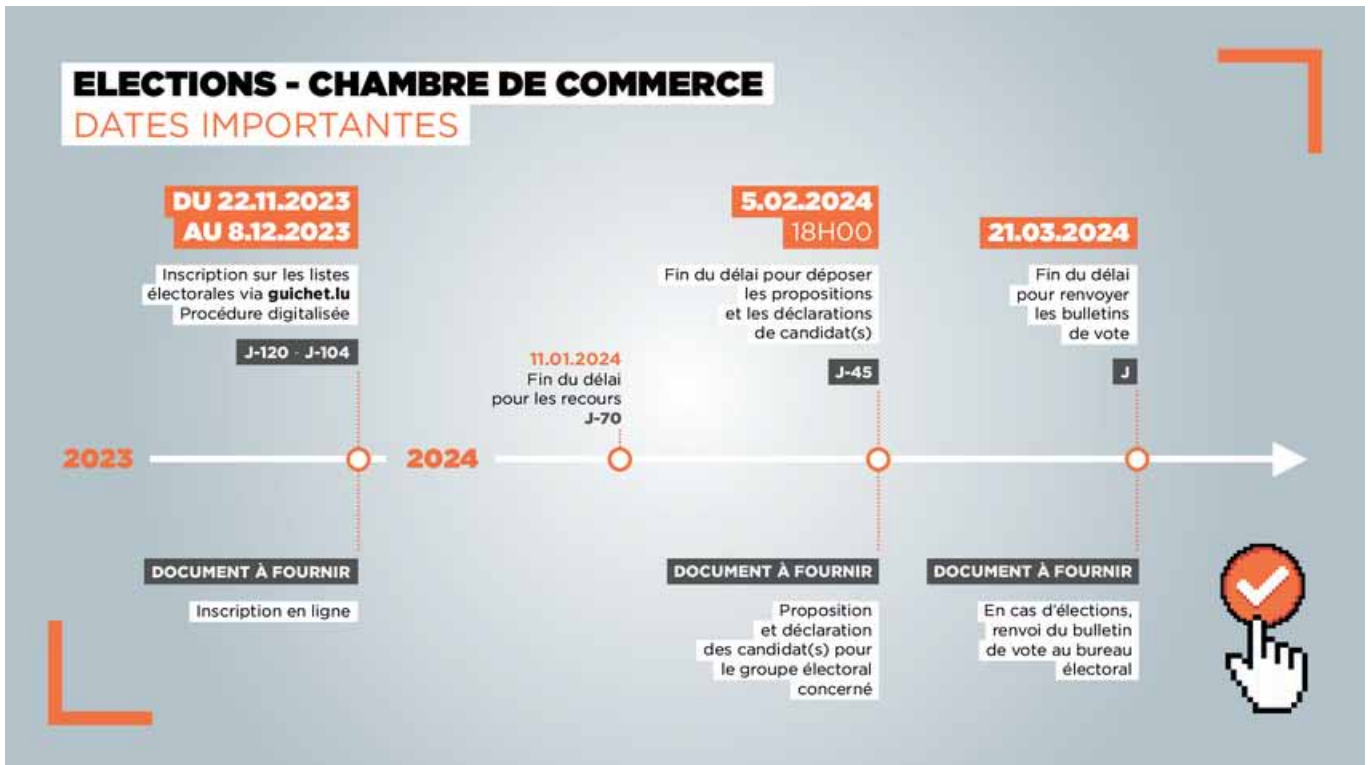 ELECTIONS - CHAMBRE DE COMMERCE
DATES IMPORTANTES
DU 22.11.2023
AU 8.12.2023
Inscription sur les listes
électorales via guichet.lu
Procédure digitalisée
J-120 - J-104
11.01.2024
Fin du délai
pour les recours
J-70
5.02.2024
18H00
Fin du délai pour déposer
les propositions
et les déclarations
de candidat(s)
J-45
21.03.2024
Fin du délai
pour renvoyer
les bulletins
de vote
J
2023
2024
DOCUMENT À FOURNIR
Inscription en ligne
DOCUMENT À FOURNIR
Proposition
et déclaration
des candidat(s) pour
le groupe électoral
concerné
DOCUMENT À FOURNIR
En cas d'élections,
renvoi du bulletin
de vote au bureau
électoral